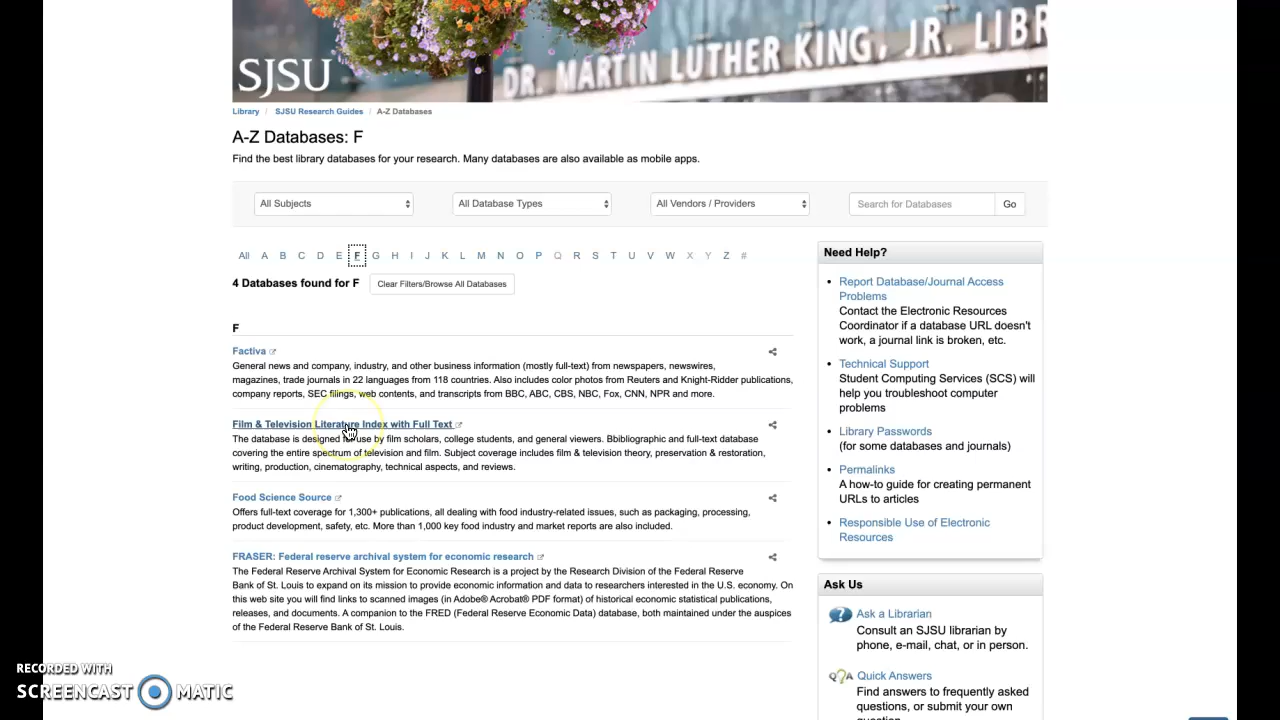 SJSU
DR. MARTIN LUTHER KING, JR. LIBR
Library / SJSU Research Guides / A-Z Databases
A-Z Databases: F
Find the best library databases for your research. Many databases are also available as mobile apps.
All Subjects
All Database Types
All Vendors / Providers
Search for Databases
Go
All A B C D E F G H I J K L M N O P Q R S T U V W X Y Z #
4 Databases found for F
Clear Filters/Browse All Databases
F
Factiva
General news and company, industry, and other business information (mostly full-text) from newspapers, newswires,
magazines, trade journals in 22 languages from 118 countries. Also includes color photos from Reuters and Knight-Ridder publications,
company reports, SEC filings, web contents, and transcripts from BBC, ABC, CBS, NBC, Fox, CNN, NPR and more.
Film & Television Literature Index with Full Text
The database is designed for use by film scholars, college students, and general viewers. Bbibliographic and full-text database
covering the entire spectrum of television and film. Subject coverage includes film & television theory, preservation & restoration,
writing, production, cinematography, technical aspects, and reviews.
Food Science Source
Offers full-text coverage for 1,300+ publications, all dealing with food industry-related issues, such as packaging, processing,
product development, safety, etc. More than 1,000 key food industry and market reports are also included.
FRASER: Federal reserve archival system for economic research
The Federal Reserve Archival System for Economic Research is a project by the Research Division of the Federal Reserve
Bank of St. Louis to expand on its mission to provide economic information and data to researchers interested in the U.S. economy. On
this web site you will find links to scanned images (in Adobe® Acrobat® PDF format) of historical economic statistical publications,
releases, and documents. A companion to the FRED (Federal Reserve Economic Data) database, both maintained under the auspices
of the Federal Reserve Bank of St. Louis.
Need Help?
Report Database/Journal Access
Problems
Contact the Electronic Resources
Coordinator if a database URL doesn't
work, a journal link is broken, etc.
Technical Support
Student Computing Services (SCS) will
help you troubleshoot computer
problems
Library Passwords
(for some databases and journals)
Permalinks
A how-to guide for creating permanent
URLs to articles
Responsible Use of Electronic
Resources
Ask Us
Ask a Librarian
Consult an SJSU librarian by
phone, e-mail, chat, or in person.
Quick Answers
Find answers to frequently asked
questions, or submit your own
RECORDED WITH
SCREENCAST MATIC